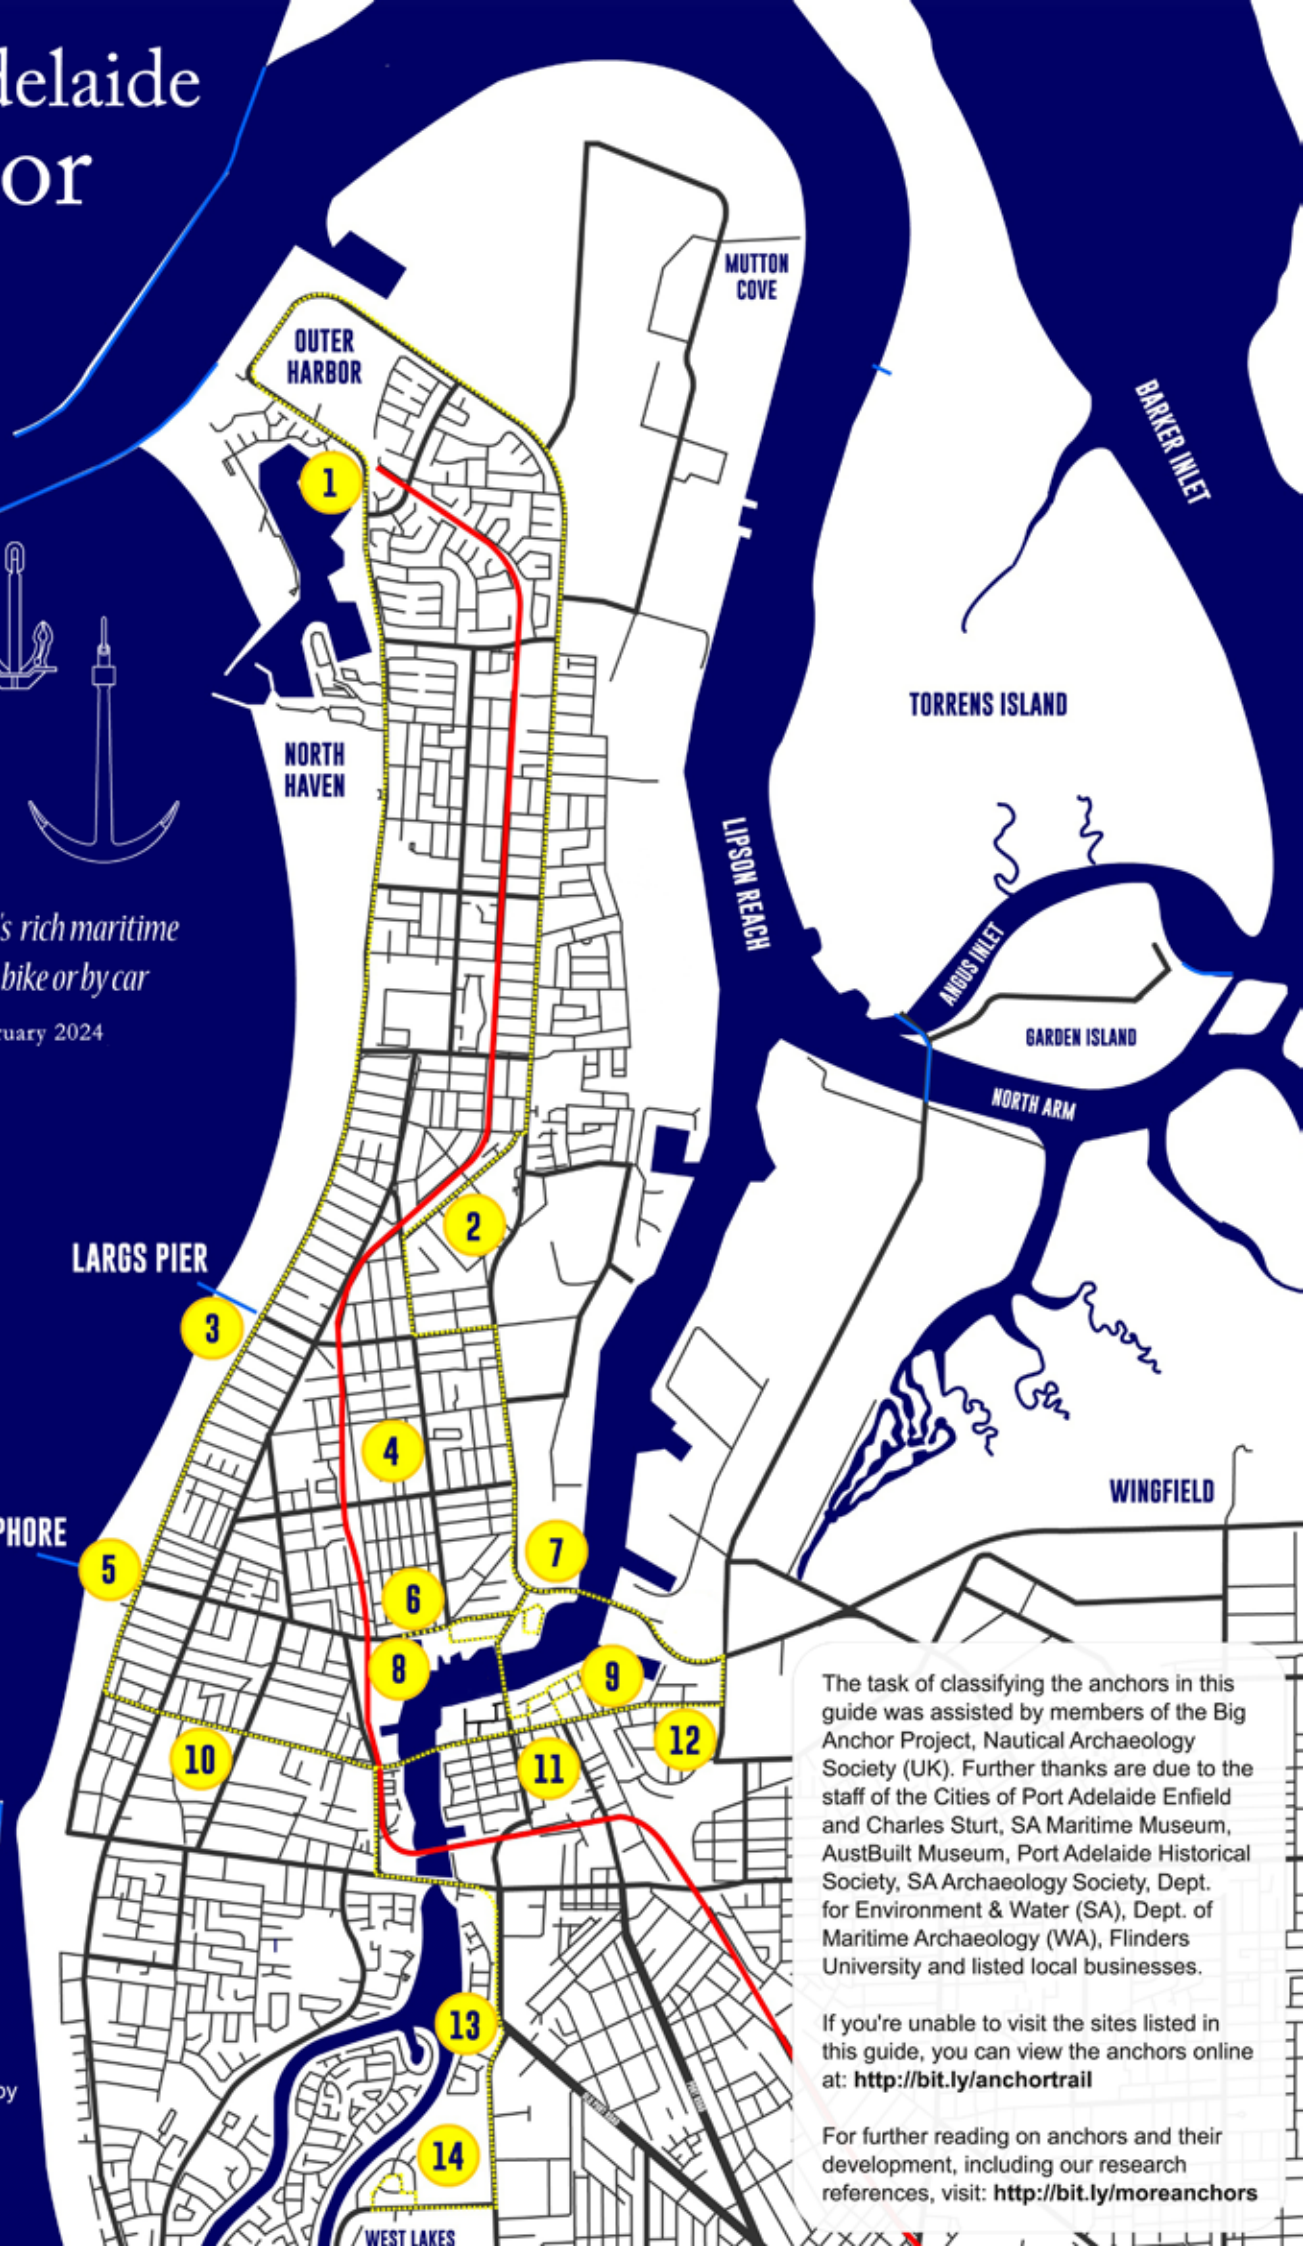 delaide
or
MUTTON
COVE
OUTER
HARBOR
BARKER INLET
1
TORRENS ISLAND
NORTH
HAVEN
LIPSON REACH
's rich maritime
bike or by car
ruary 2024
ANGUS INLET
GARDEN ISLAND
NORTH ARM
2
LARGS PIER
3
4
WINGFIELD
PHORE
5
7
6
8
9
10
12
11
The task of classifying the anchors in this
guide was assisted by members of the Big
Anchor Project, Nautical Archaeology
Society (UK). Further thanks are due to the
staff of the Cities of Port Adelaide Enfield
and Charles Sturt, SA Maritime Museum,
AustBuilt Museum, Port Adelaide Historical
Society, SA Archaeology Society, Dept.
for Environment & Water (SA), Dept. of
Maritime Archaeology (WA), Flinders
University and listed local businesses.
If you're unable to visit the sites listed in
this guide, you can view the anchors online
at: http://bit.ly/anchortrail
For further reading on anchors and their
development, including our research
references, visit: http://bit.ly/moreanchors
13
by
14
WEST LAKES